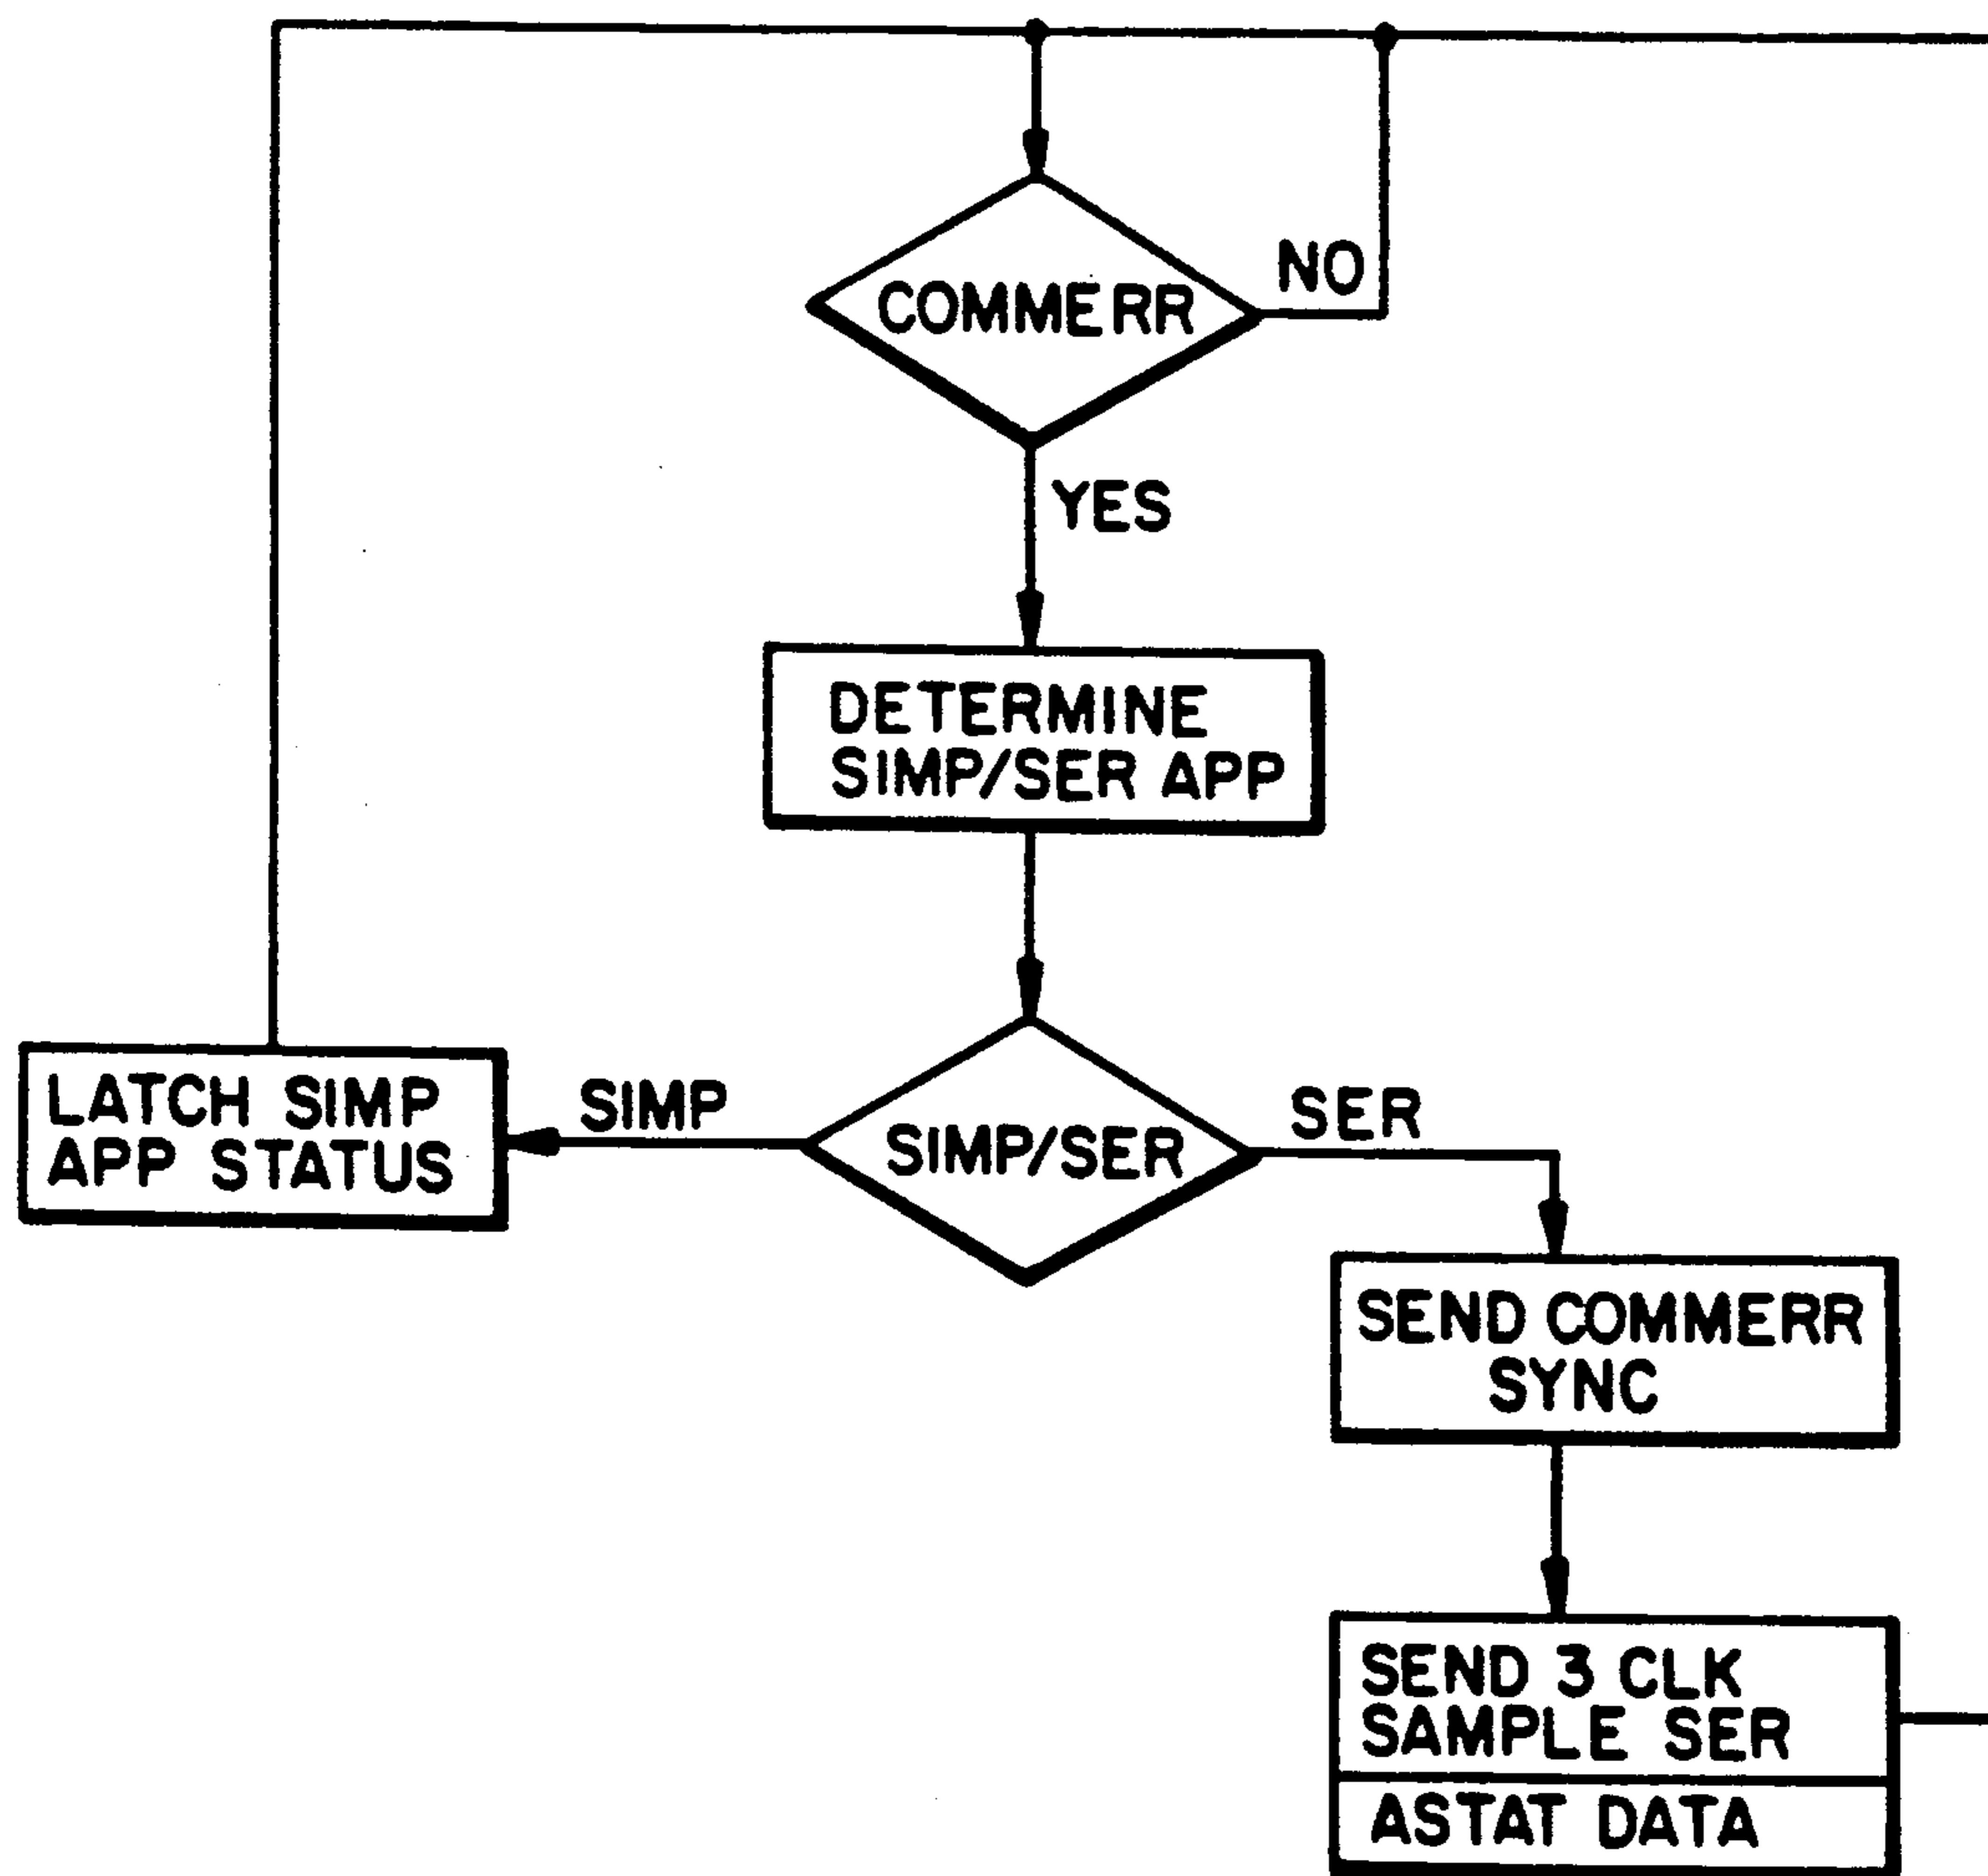 COMMERR
NO
YES
DETERMINE
SIMP/SER APP
LATCH SIMP
APP STATUS
SIMP
SIMP/SER
SER
SEND COMMERR
SYNC
SEND 3 CLK
SAMPLE SER
ASTAT DATA